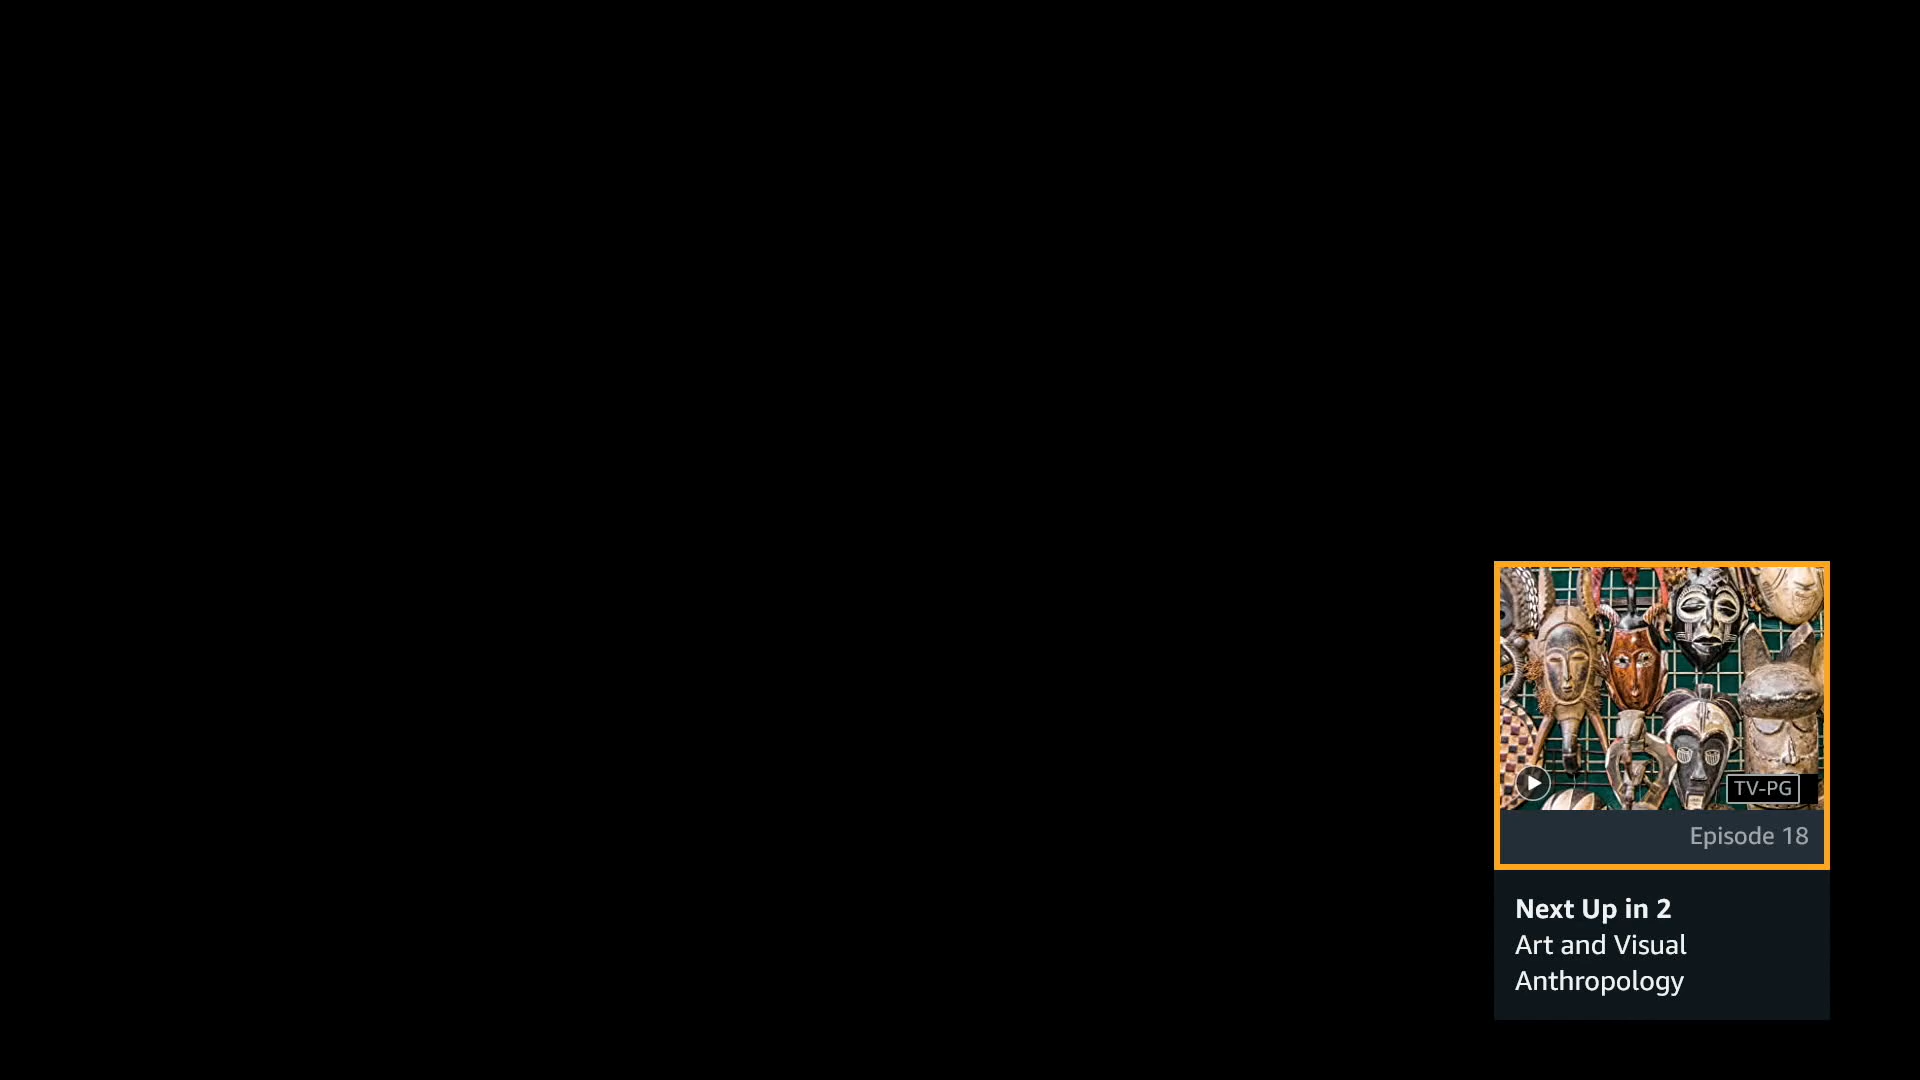 TV-PG
Episode 18
Next Up in 2
Art and Visual
Anthropology